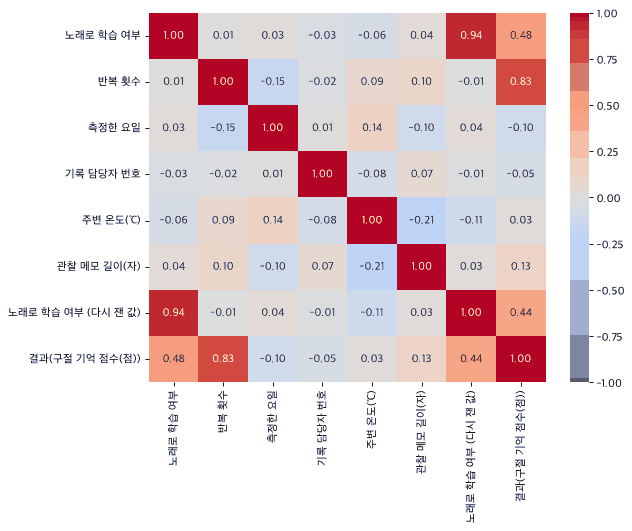 노래로 학습 여부 1.00 0.01 0.03 -0.03 -0.06 0.04 0.94 0.48
반복 횟수 0.01 1.00 -0.15 -0.02 0.09 0.10 -0.01 0.83
측정한 요일 0.03 -0.15 1.00 0.01 0.14 -0.10 0.04 -0.10
기록 담당자 번호 -0.03 -0.02 0.01 1.00 -0.08 0.07 -0.01 -0.05
주변 온도(℃) -0.06 0.09 0.14 -0.08 1.00 -0.21 -0.11 0.03
관찰 메모 길이(자) 0.04 0.10 -0.10 0.07 -0.21 1.00 0.03 0.13
노래로 학습 여부 (다시 잰 값) 0.94 -0.01 0.04 -0.01 -0.11 0.03 1.00 0.44
결과(구절 기억 점수(점)) 0.48 0.83 -0.10 -0.05 0.03 0.13 0.44 1.00
노래로 학습 여부
반복 횟수
측정한 요일
기록 담당자 번호
주변 온도(℃)
관찰 메모 길이(자)
노래로 학습 여부 (다시 잰 값)
결과(구절 기억 점수(점))
1.00
0.75
0.50
0.25
0.00
-0.25
-0.50
-0.75
-1.00